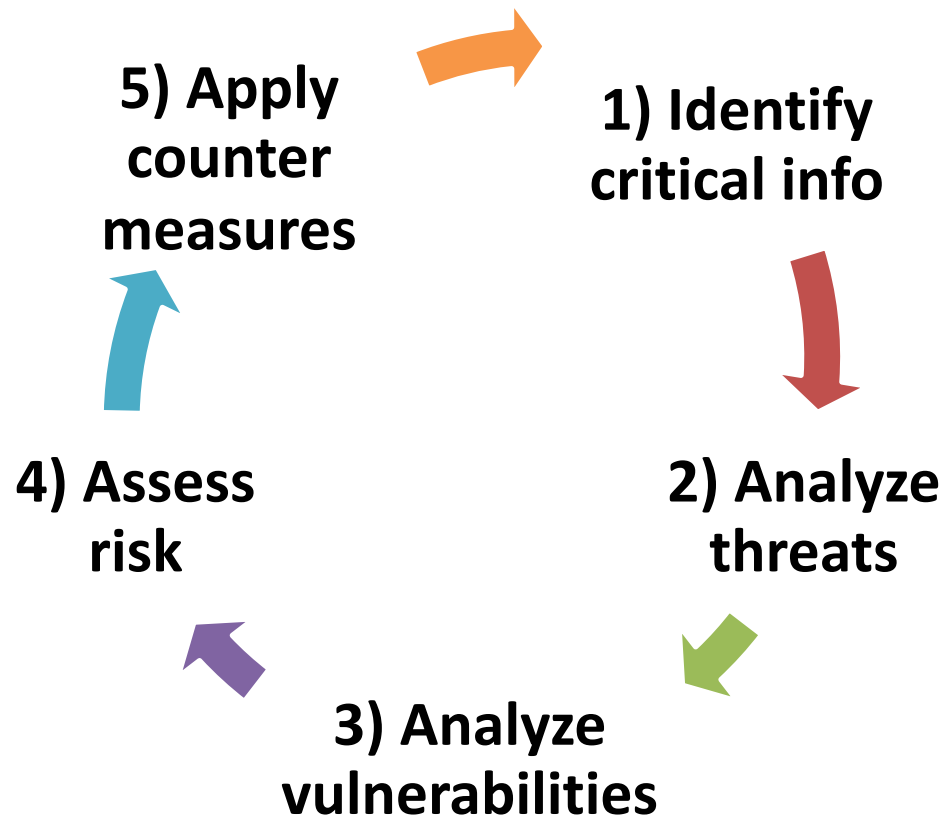 1) Identify
critical info
2) Analyze
threats
3) Analyze
vulnerabilities
4) Assess
risk
5) Apply
counter
measures